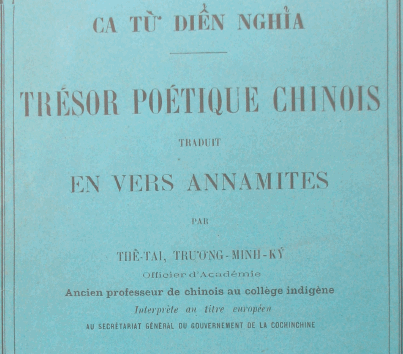 CA TỪ DIỄN NGHĨA
TRÉSOR POÉTIQUE CHINOIS
TRADUIT
EN VERS ANNAMITES
PAR
THẾ-TẢI, TRƯƠNG-MINH-KÝ
Officier d'Académie
Ancien professeur de chinois au collège indigène
Interprète au titre européen
AU SECRÉTARIAT GÉNÉRAL DU GOUVERNEMENT DE LA COCHINCHINE